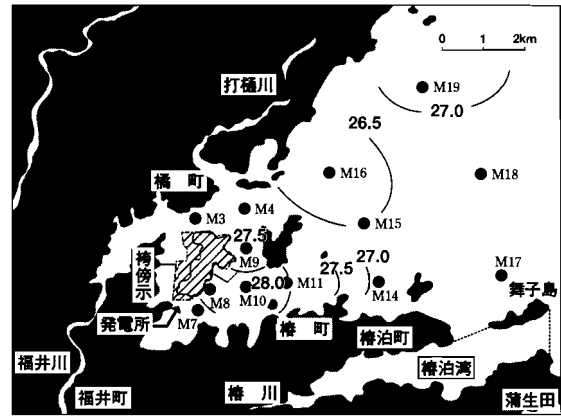 0 1 2km
M19
打樋川
27.0
26.5
M16
M18
橘 町
M4
M3
M15
27.5
M9
27.0
袴傍示
M17
27.5
28.0
M11
M14
M10
M8
舞子島
発電所
M7
椿 町
椿泊町
福井川
椿泊湾
椿 川
福井町
蒲生田